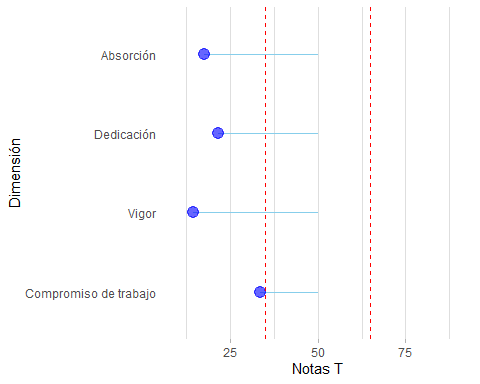 Dimensión
Absorción
Dedicación
Vigor
Compromiso de trabajo
25 50 75
Notas T